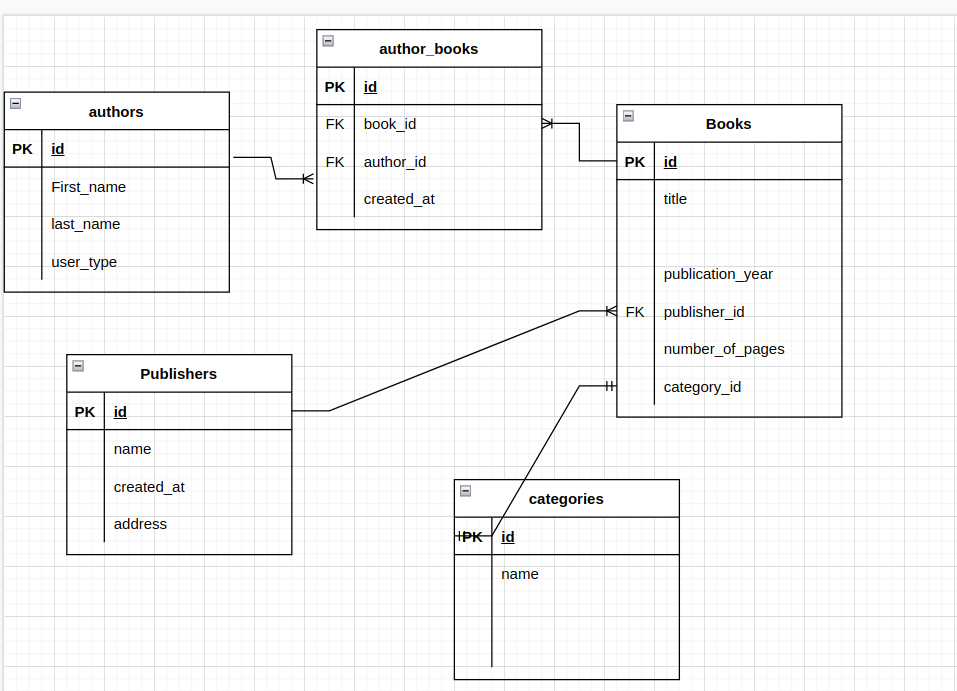 author_books
PK id
FK book_id
FK author_id
created_at
authors
PK id
First_name
last_name
user_type
Books
PK id
title
publication_year
FK publisher_id
number_of_pages
category_id
Publishers
PK id
name
created_at
address
categories
PK id
name